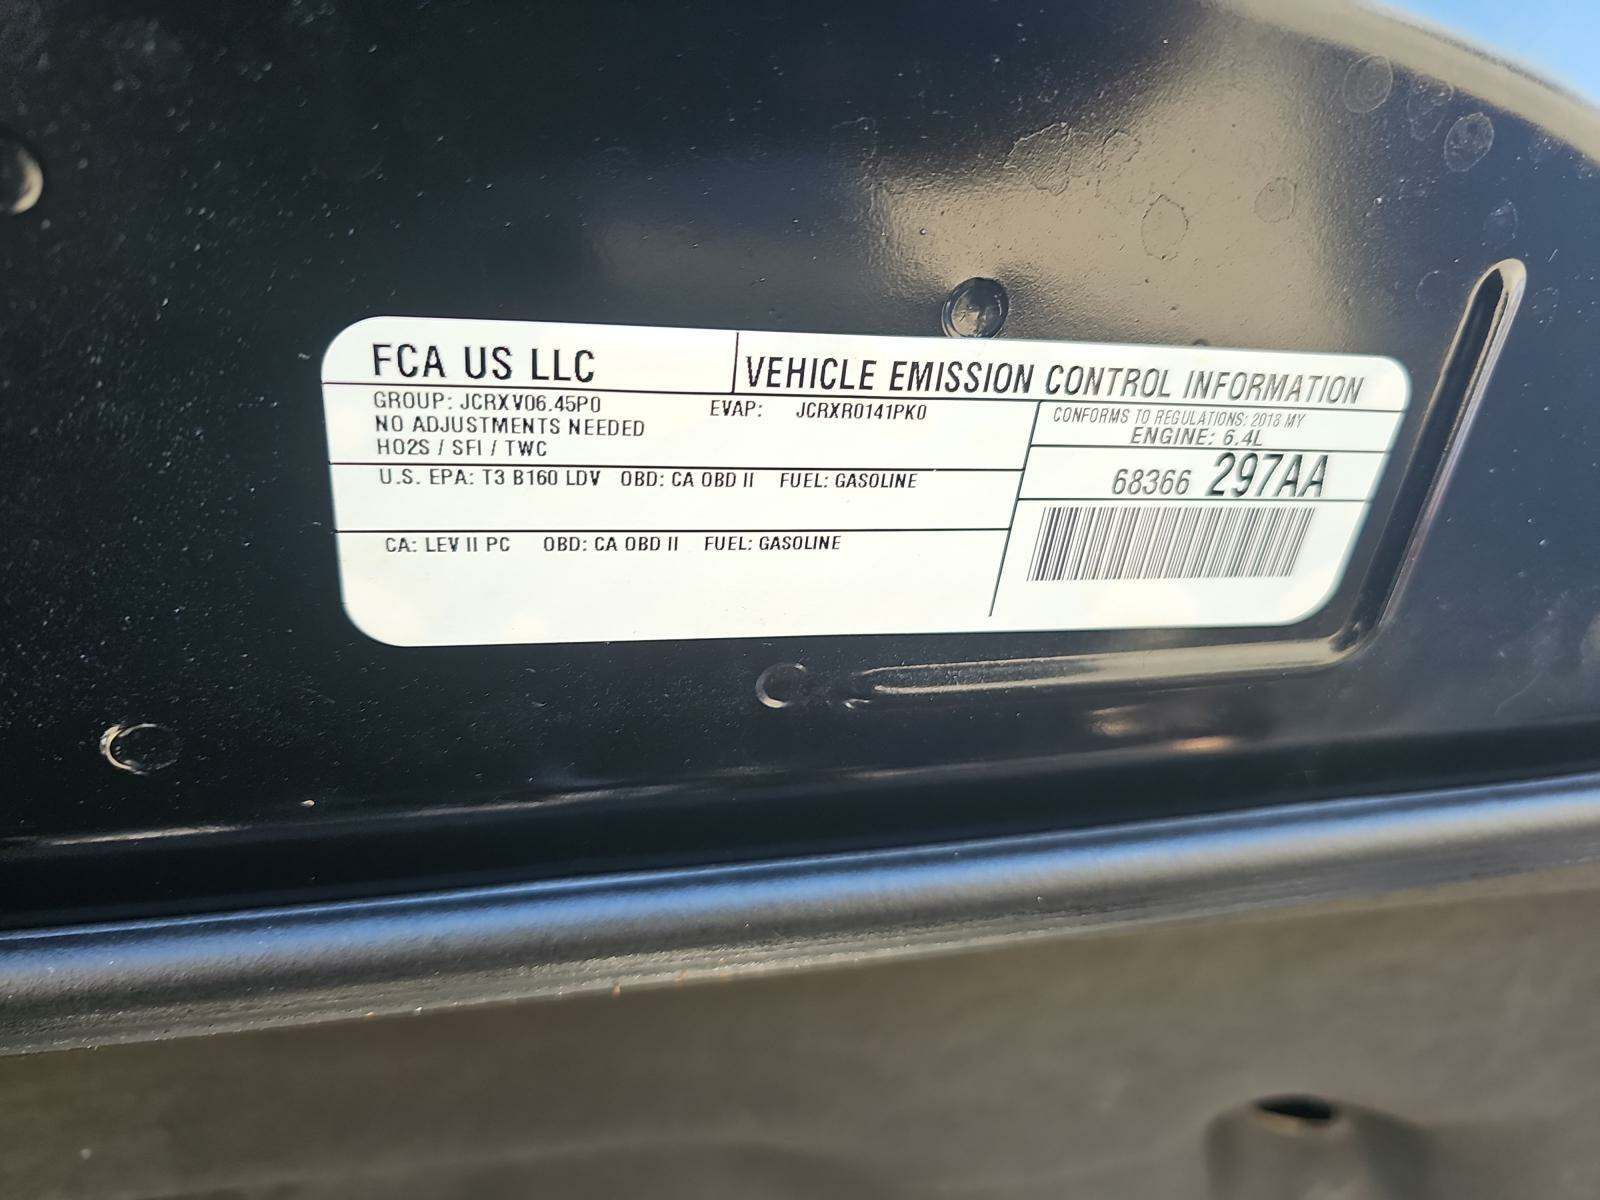 FCA US LLC
VEHICLE EMISSION CONTROL INFORMATION
GROUP: JCRXV06.45P0 EVAP: JCRXR0141PK0
NO ADJUSTMENTS NEEDED
HO2S / SFI / TWC
CONFORMS TO REGULATIONS: 2018 MY
ENGINE: 6.4L
U.S. EPA: T3 B160 LDV OBD: CA OBD II FUEL: GASOLINE
68366 297AA
CA: LEV II PC OBD: CA OBD II FUEL: GASOLINE